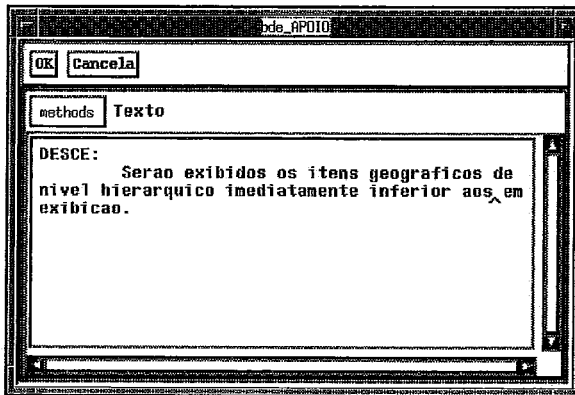 bde_APOIO
OK Cancela
methods Texto
DESCE:
Serao exibidos os itens geograficos de
nivel hierarquico imediatamente inferior aos em
exibicao.